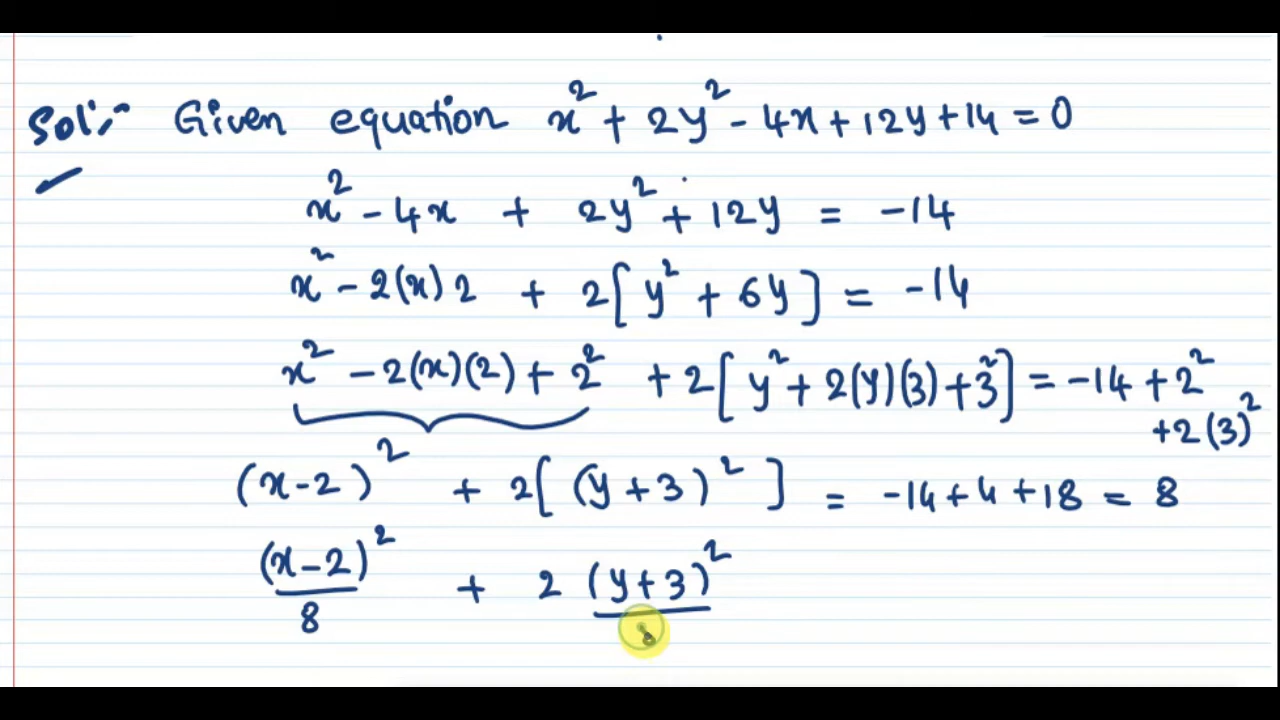 Sol:- Given equation x² + 2y² - 4x + 12y + 14 = 0
x² - 4x + 2y² + 12y = -14
x² - 2(x)2 + 2[y² + 6y] = -14
x² - 2(x)(2) + 2² + 2[y² + 2(y)(3) + 3²] = -14 + 2²
+2(3)²
(x-2)² + 2[(y+3)²] = -14 + 4 + 18 = 8
(x-2)²/8 + 2(y+3)²/8